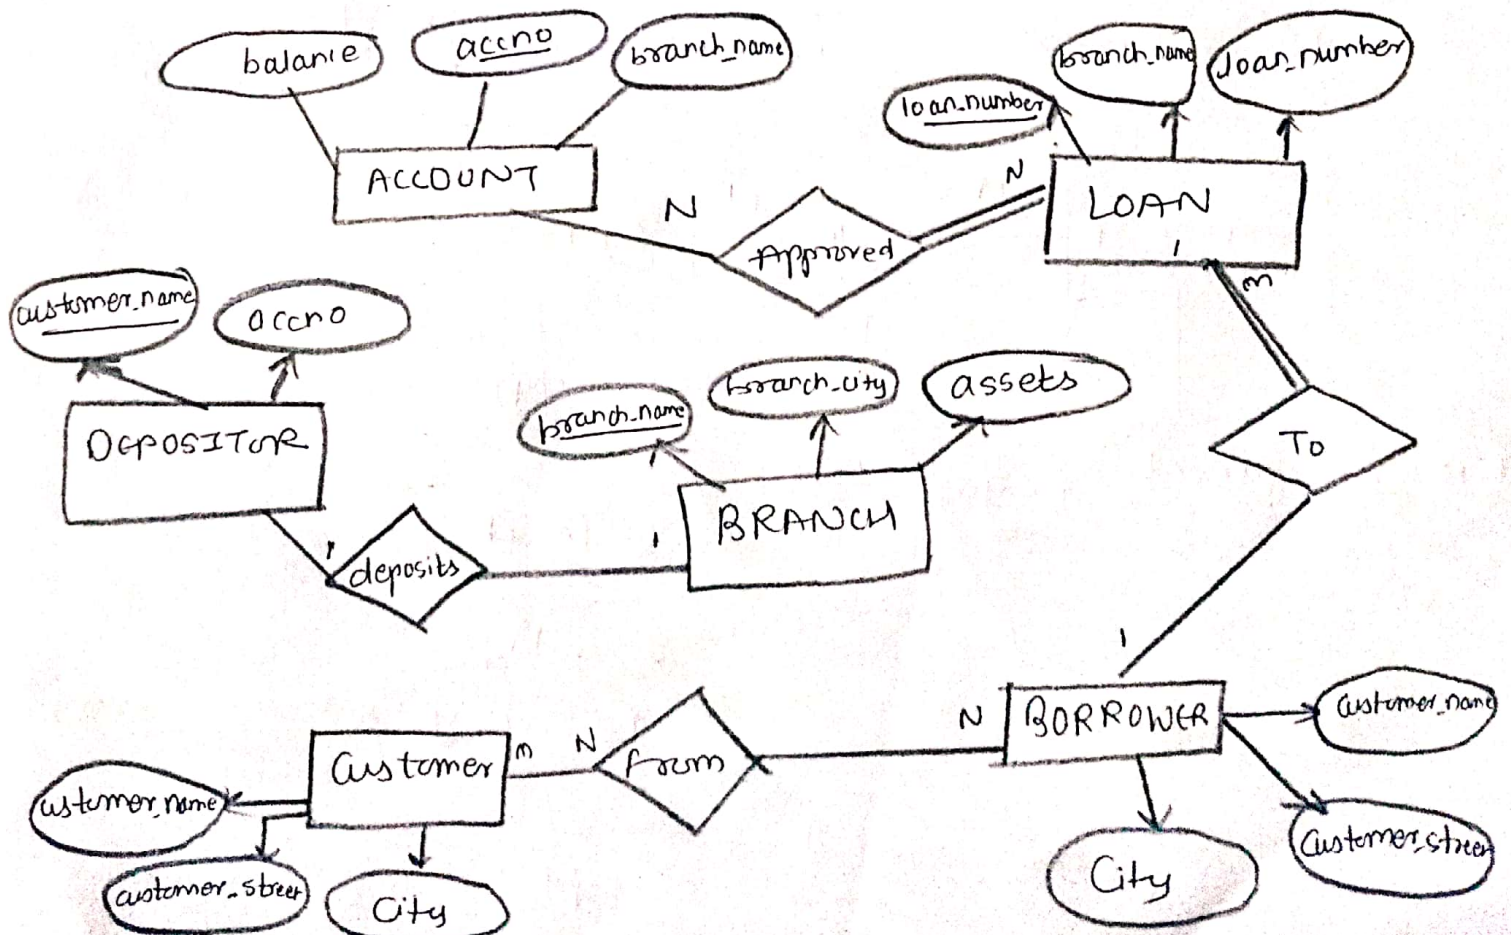 balance
accno
branch_name
ACCOUNT
loan_number
branch_name
loan_number
LOAN
N
Approved
N
1
m
To
1
customer_name
accno
DEPOSITOR
1
deposits
1
branch_name
branch_city
assets
BRANCH
Customer
m
N
from
N
BORROWER
customer_name
customer_street
City
customer_name
customer_street
City